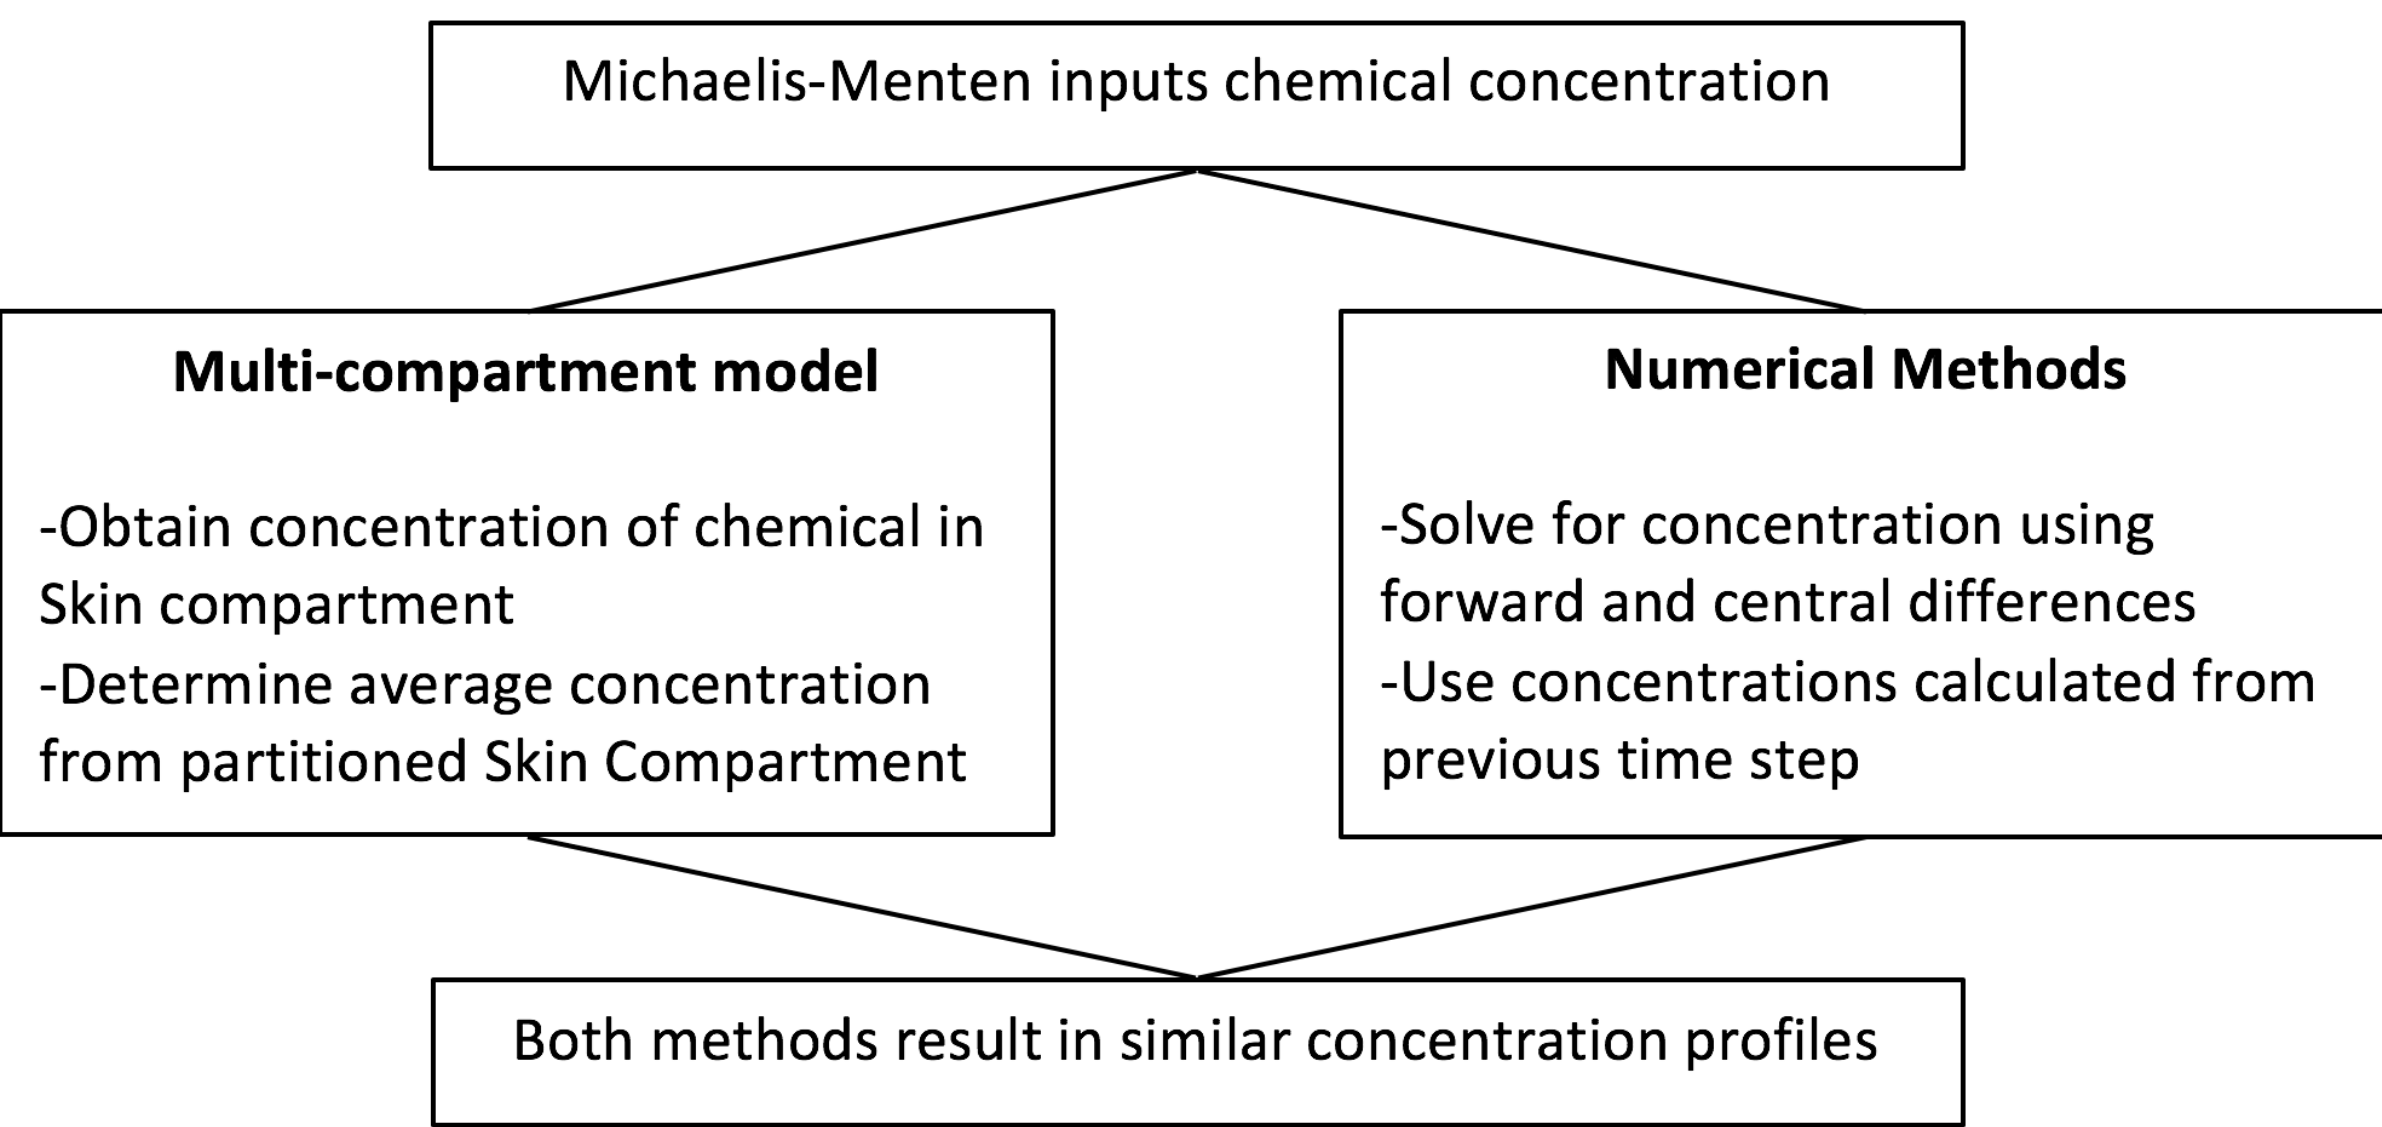 Michaelis-Menten inputs chemical concentration
Multi-compartment model
-Obtain concentration of chemical in
Skin compartment
-Determine average concentration
from partitioned Skin Compartment
Numerical Methods
-Solve for concentration using
forward and central differences
-Use concentrations calculated from
previous time step
Both methods result in similar concentration profiles